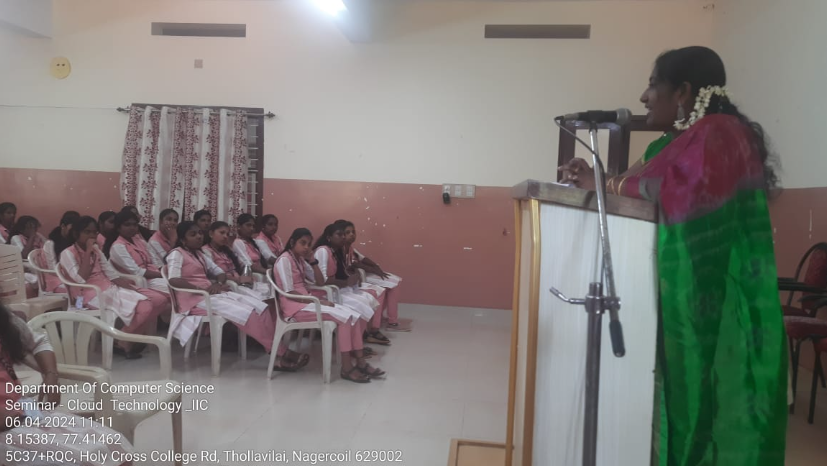 Department Of Computer Science
Seminar - Cloud Technology _IIC
06.04.2024 11:11
8.15387, 77.41462
5C37+RQC, Holy Cross College Rd, Thollavilai, Nagercoil 629002